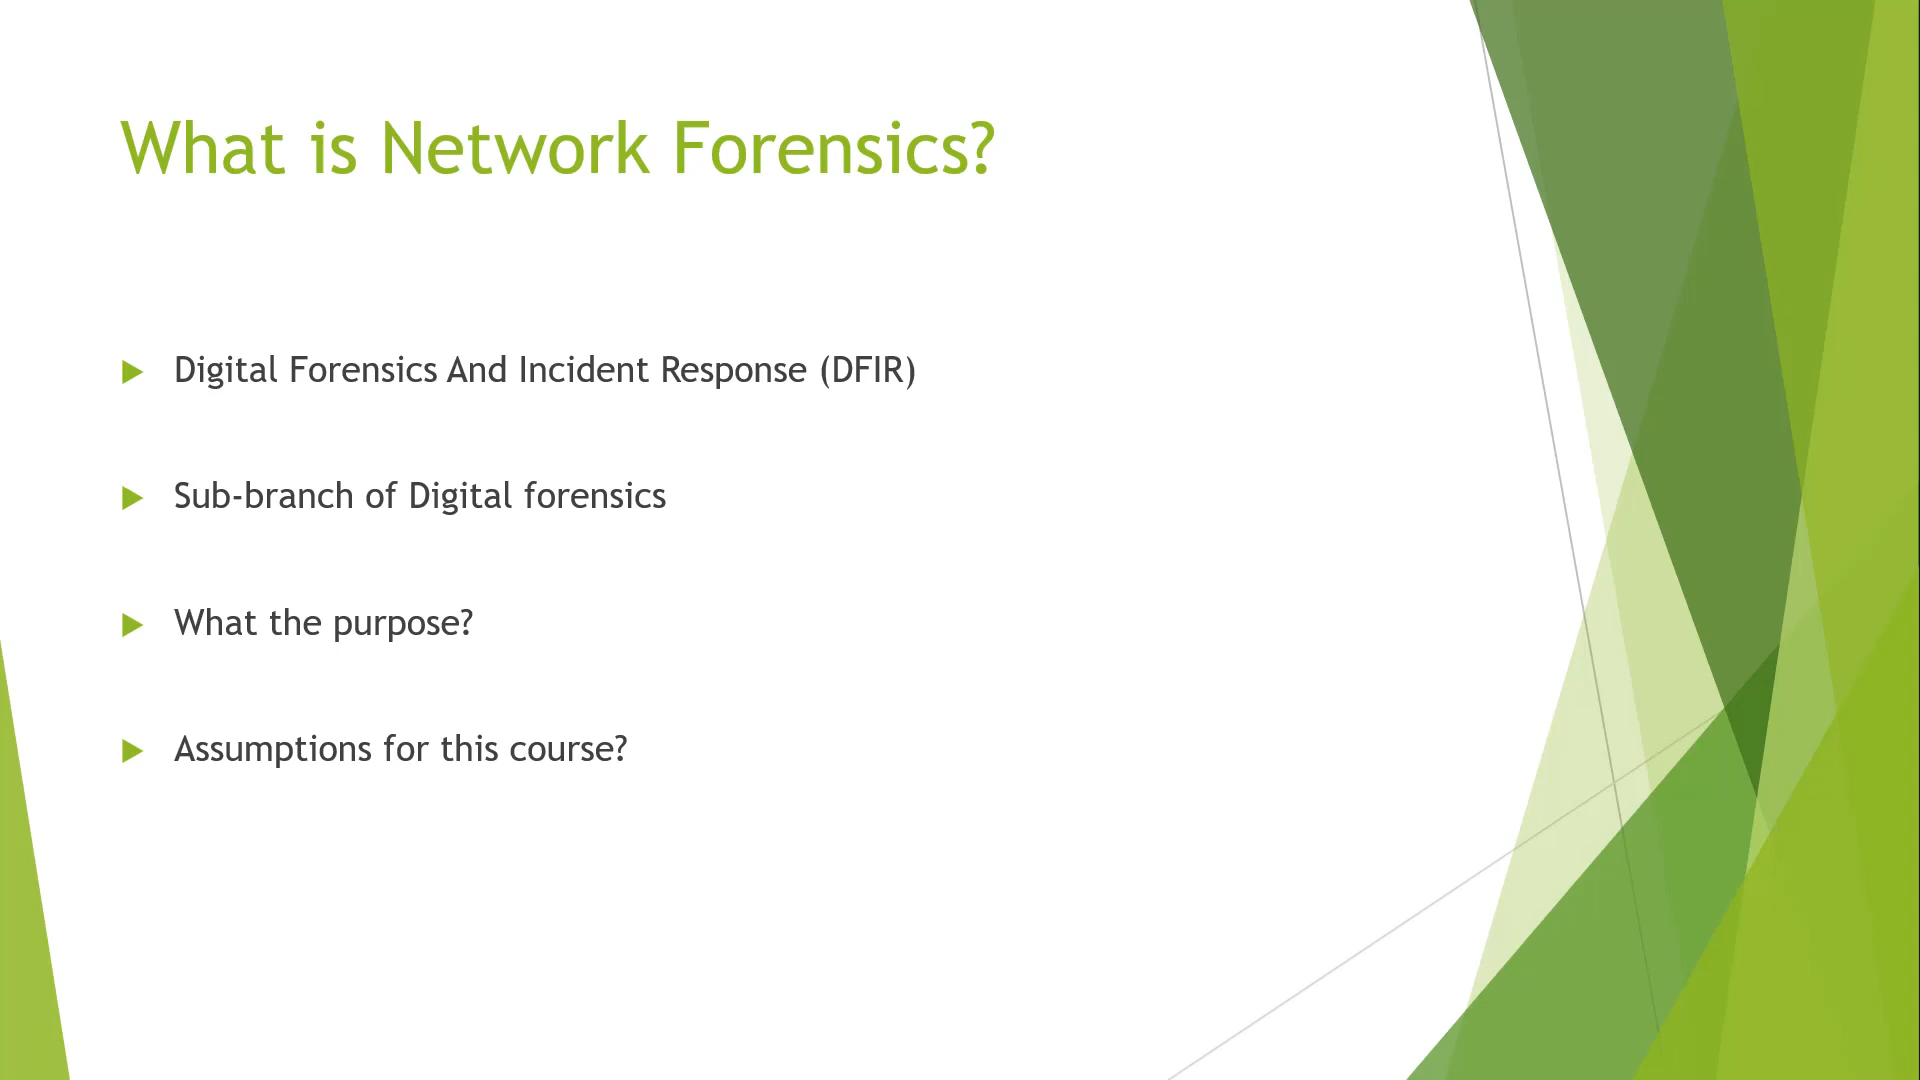 What is Network Forensics?
Digital Forensics And Incident Response (DFIR)
Sub-branch of Digital forensics
What the purpose?
Assumptions for this course?